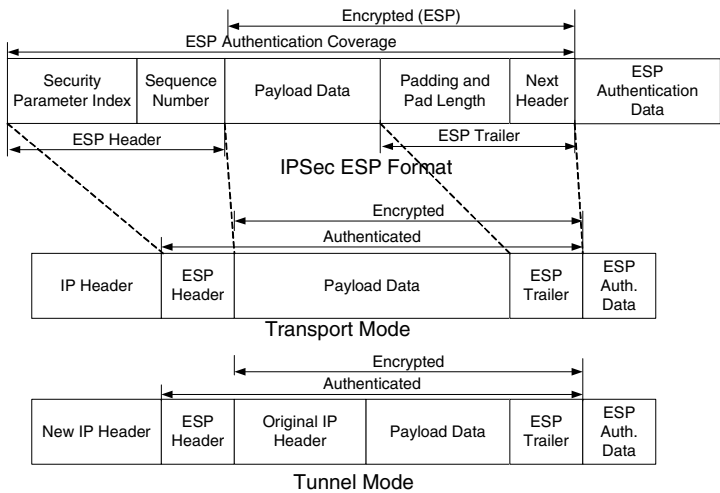 Encrypted (ESP)
ESP Authentication Coverage
Security
Parameter Index
Sequence
Number
Payload Data
Padding and
Pad Length
Next
Header
ESP
Authentication
Data
ESP Header
ESP Trailer
IPSec ESP Format
Encrypted
Authenticated
IP Header
ESP
Header
Payload Data
ESP
Trailer
ESP
Auth.
Data
Transport Mode
Encrypted
Authenticated
New IP Header
ESP
Header
Original IP
Header
Payload Data
ESP
Trailer
ESP
Auth.
Data
Tunnel Mode